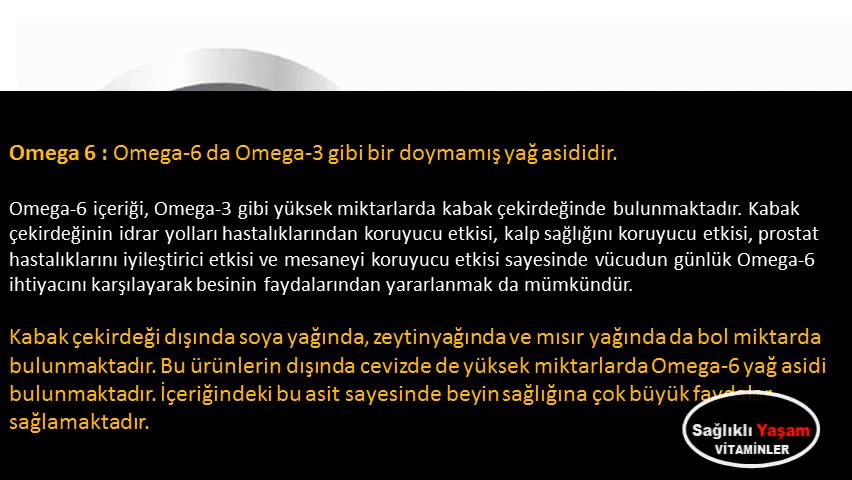 Omega 6 : Omega-6 da Omega-3 gibi bir doymamış yağ asididir.
Omega-6 içeriği, Omega-3 gibi yüksek miktarlarda kabak çekirdeğinde bulunmaktadır. Kabak
çekirdeğinin idrar yolları hastalıklarından koruyucu etkisi, kalp sağlığını koruyucu etkisi, prostat
hastalıklarını iyileştirici etkisi ve mesaneyi koruyucu etkisi sayesinde vücudun günlük Omega-6
ihtiyacını karşılayarak besinin faydalarından yararlanmak da mümkündür.
Kabak çekirdeği dışında soya yağında, zeytinyağında ve mısır yağında da bol miktarda
bulunmaktadır. Bu ürünlerin dışında cevizde de yüksek miktarlarda Omega-6 yağ asidi
bulunmaktadır. İçeriğindeki bu asit sayesinde beyin sağlığına çok büyük faydalar
sağlamaktadır.
Sağlıklı Yaşam
VİTAMİNLER